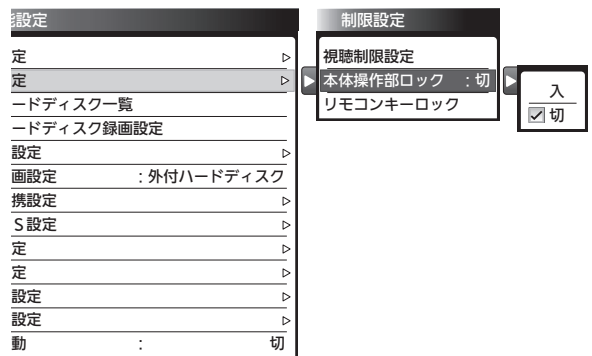 設定
定 ▷
定 ▷
ードディスク一覧
ードディスク録画設定
設定 ▷
画設定 :外付ハードディスク
携設定 ▷
S設定 ▷
定 ▷
定 ▷
設定 ▷
設定 ▷
動 : 切
制限設定
視聴制限設定
本体操作部ロック :切
リモコンキーロック
入
切